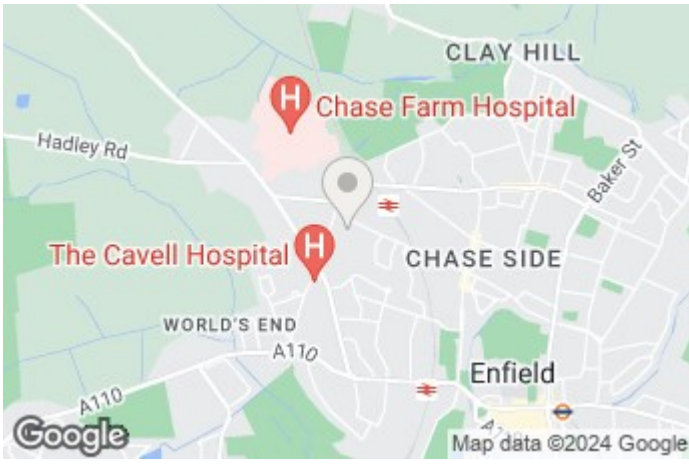 CLAY HILL
H
Chase Farm Hospital
Hadley Rd
Baker St
The Cavell Hospital
H
CHASE SIDE
WORLD'S END
A110
Enfield
A110
Google
Map data ©2024 Google